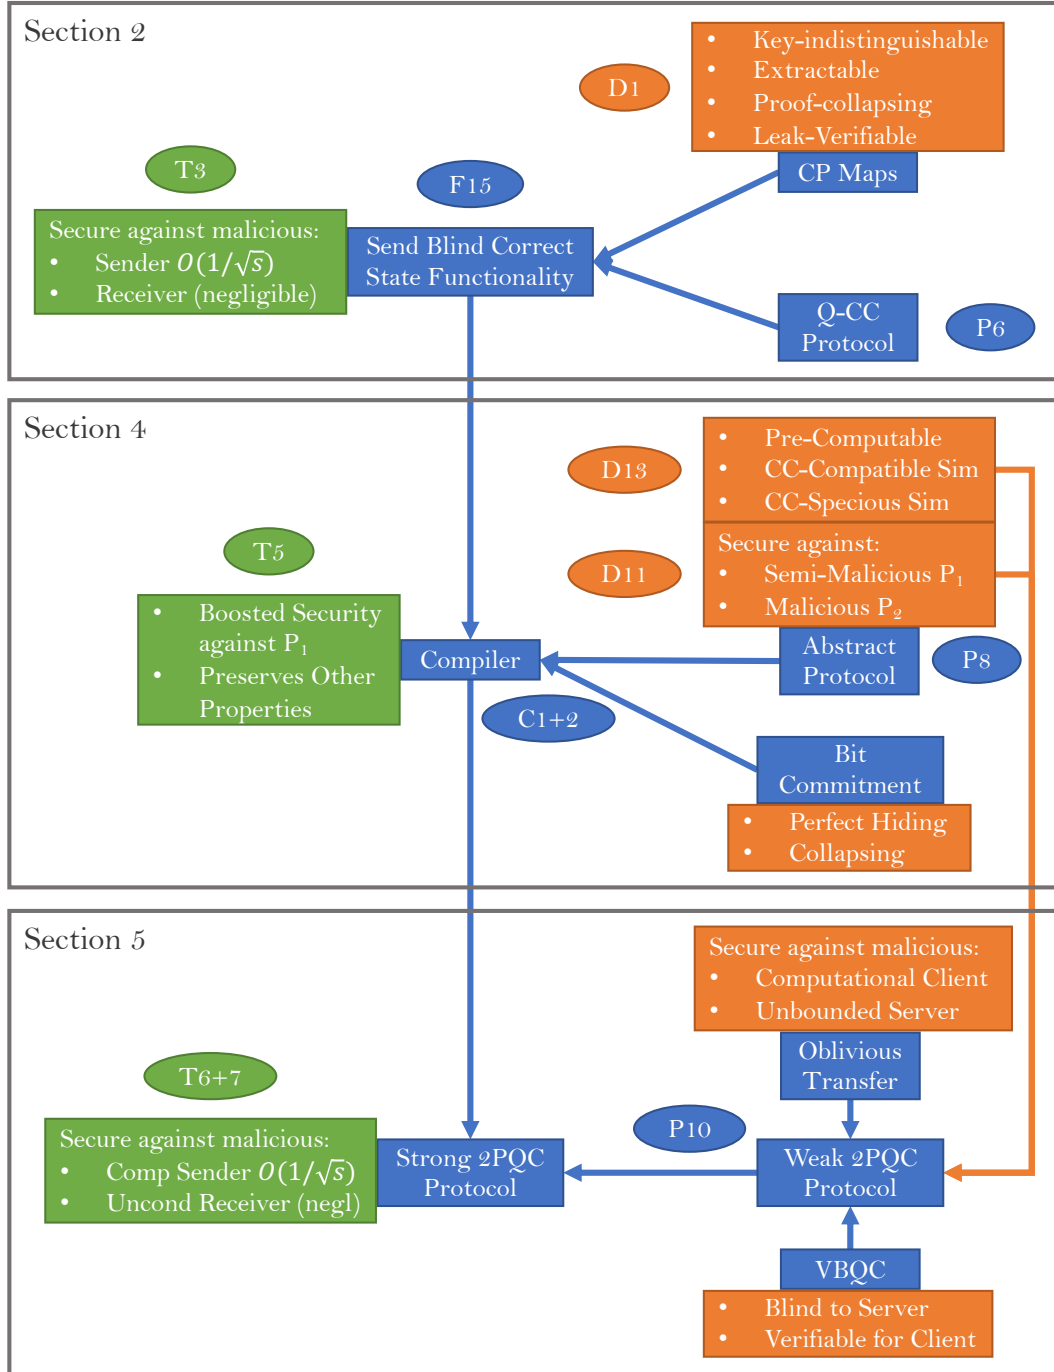 Section 2
• Key-indistinguishable
• Extractable
• Proof-collapsing
• Leak-Verifiable
D1
CP Maps
T3
F15
Secure against malicious:
• Sender O(1/√s)
• Receiver (negligible)
Send Blind Correct
State Functionality
Q-CC
Protocol
P6
Section 4
• Pre-Computable
• CC-Compatible Sim
• CC-Specious Sim
D13
Secure against:
• Semi-Malicious P₁
• Malicious P₂
D11
T5
• Boosted Security
against P₁
• Preserves Other
Properties
Compiler
Abstract
Protocol
P8
C1+2
Bit
Commitment
• Perfect Hiding
• Collapsing
Section 5
Secure against malicious:
• Computational Client
• Unbounded Server
Oblivious
Transfer
T6+7
P10
Secure against malicious:
• Comp Sender O(1/√s)
• Uncond Receiver (negl)
Strong 2PQC
Protocol
Weak 2PQC
Protocol
VBQC
• Blind to Server
• Verifiable for Client